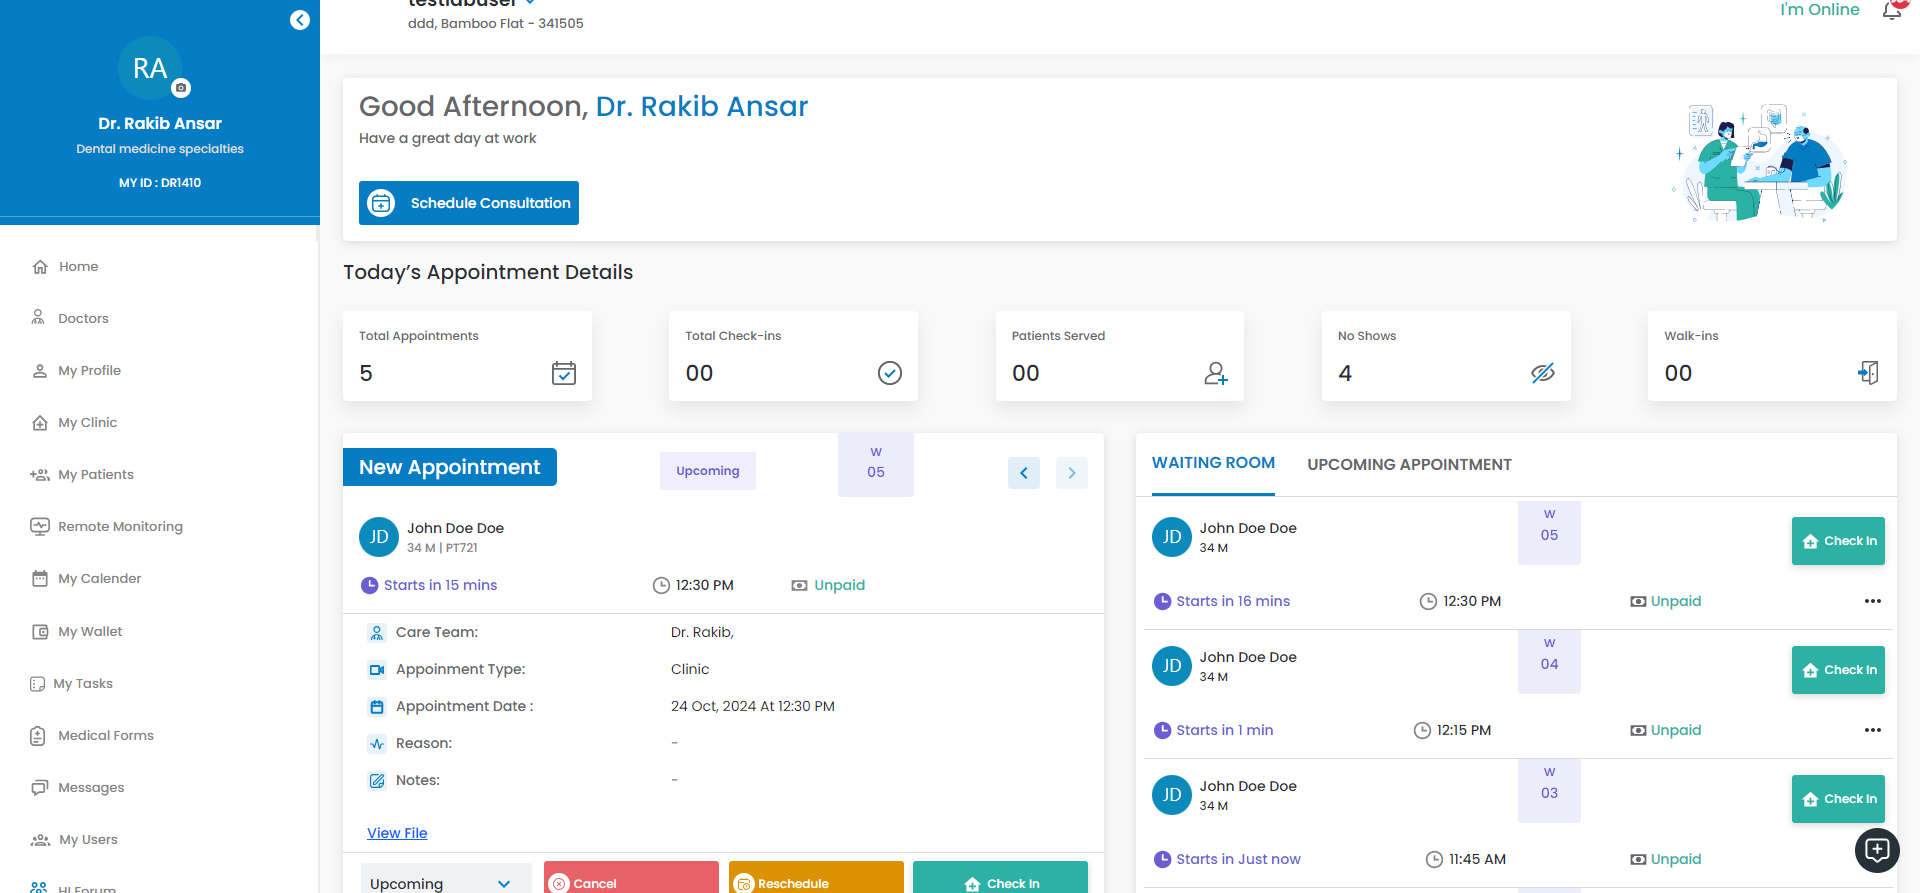 testlabuser
ddd, Bamboo Flat - 341505
I'm Online
RA
Dr. Rakib Ansar
Dental medicine specialties
MY ID : DR1410
Home
Doctors
My Profile
My Clinic
My Patients
Remote Monitoring
My Calender
My Wallet
My Tasks
Medical Forms
Messages
My Users
HI Forum
Good Afternoon, Dr. Rakib Ansar
Have a great day at work
Schedule Consultation
Today's Appointment Details
Total Appointments
5
Total Check-ins
00
Patients Served
00
No Shows
4
Walk-ins
00
New Appointment
Upcoming
W
05
JD
John Doe Doe
34 M | PT721
Starts in 15 mins
12:30 PM
Unpaid
Care Team:
Dr. Rakib,
Appoinment Type:
Clinic
Appointment Date :
24 Oct, 2024 At 12:30 PM
Reason:
-
Notes:
-
View File
Upcoming
Cancel
Reschedule
Check In
WAITING ROOM
UPCOMING APPOINTMENT
JD
John Doe Doe
34 M
W
05
Check In
Starts in 16 mins
12:30 PM
Unpaid
JD
John Doe Doe
34 M
W
04
Check In
Starts in 1 min
12:15 PM
Unpaid
JD
John Doe Doe
34 M
W
03
Check In
Starts in Just now
11:45 AM
Unpaid